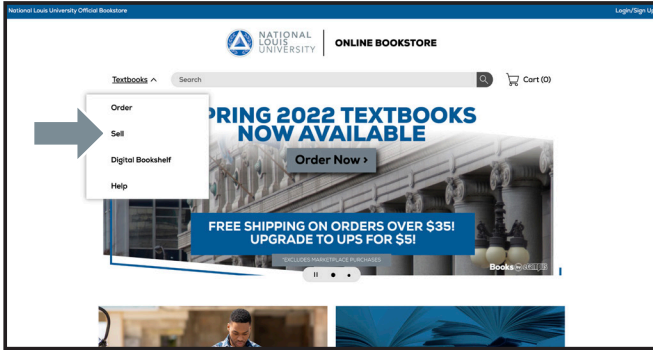 National Louis University Official Bookstore
Login/Sign Up
NATIONAL
LOUIS
UNIVERSITY
ONLINE BOOKSTORE
Textbooks
Search
Cart (0)
Order
Sell
Digital Bookshelf
Help
PRING 2022 TEXTBOOKS
NOW AVAILABLE
Order Now >
FREE SHIPPING ON ORDERS OVER $35!
UPGRADE TO UPS FOR $5!
*EXCLUDES MARKETPLACE PURCHASES
Books